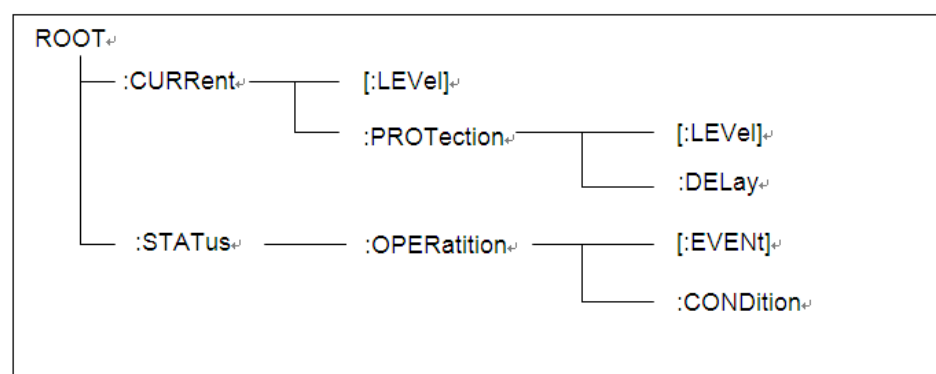 ROOT↵
:CURRent↵ [:LEVel]↵
:PROTection↵ [:LEVel]↵
:DELay↵
:STATus↵ :OPERatition↵ [:EVENt]↵
:CONDition↵